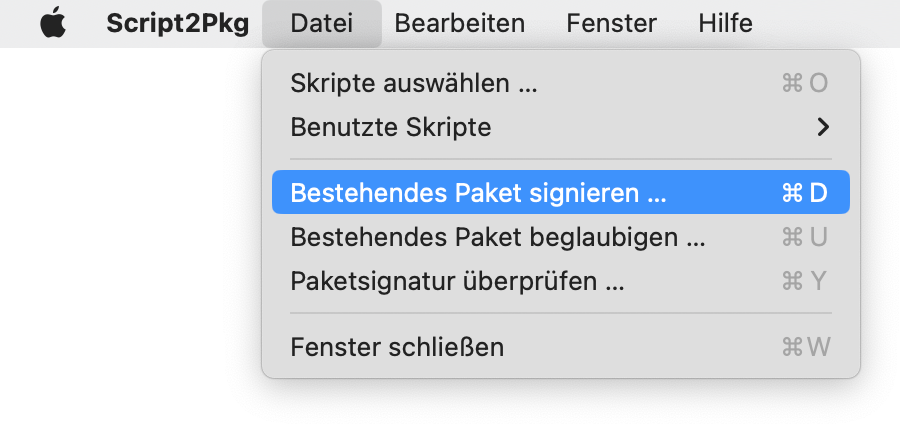 Script2Pkg Datei Bearbeiten Fenster Hilfe
Skripte auswählen ... ⌘ O
Benutzte Skripte
Bestehendes Paket signieren ... ⌘ D
Bestehendes Paket beglaubigen ... ⌘ U
Paketsignatur überprüfen ... ⌘ Y
Fenster schließen ⌘W